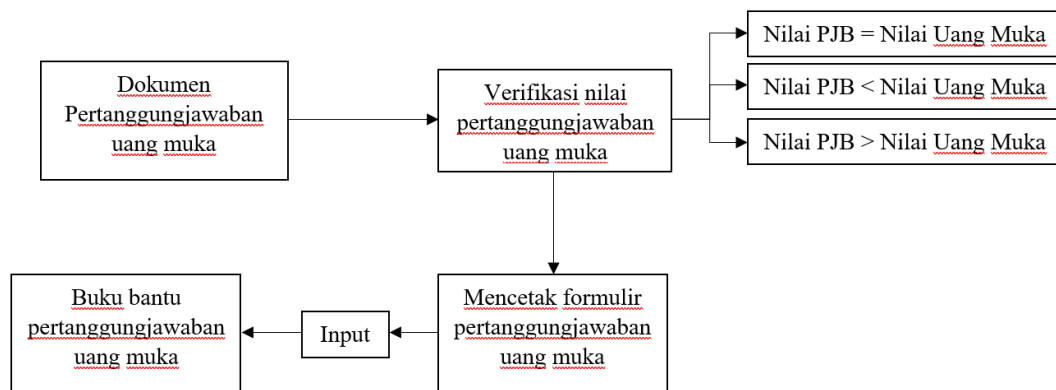 Dokumen
Pertanggungjawaban
uang muka
Verifikasi nilai
pertanggungjawaban
uang muka
Nilai PJB = Nilai Uang Muka
Nilai PJB < Nilai Uang Muka
Nilai PJB > Nilai Uang Muka
Mencetak formulir
pertanggungjawaban
uang muka
Input
Buku bantu
pertanggungjawaban
uang muka